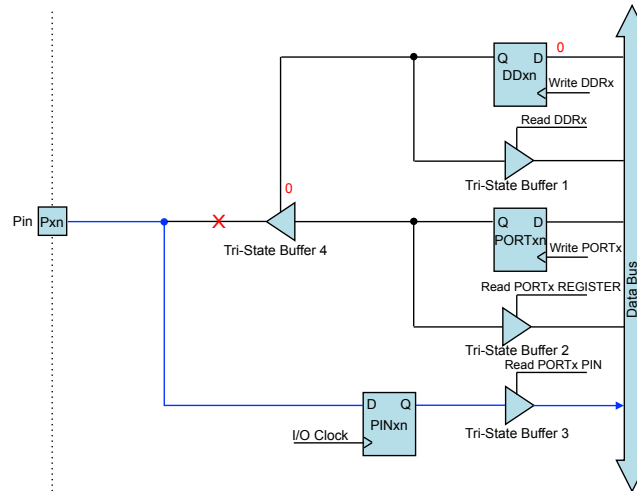 0
Q D
DDxn
Write DDRx
Read DDRx
Tri-State Buffer 1
0
Pin Pxn
X
Tri-State Buffer 4
Q D
PORTxn
Write PORTx
Read PORTx REGISTER
Tri-State Buffer 2
Read PORTx PIN
D Q
PINxn
I/O Clock
Tri-State Buffer 3
Data Bus